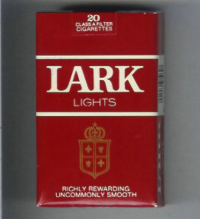 20
CLASS A FILTER
CIGARETTES
LARK
LIGHTS
RICHLY REWARDING
UNCOMMONLY SMOOTH